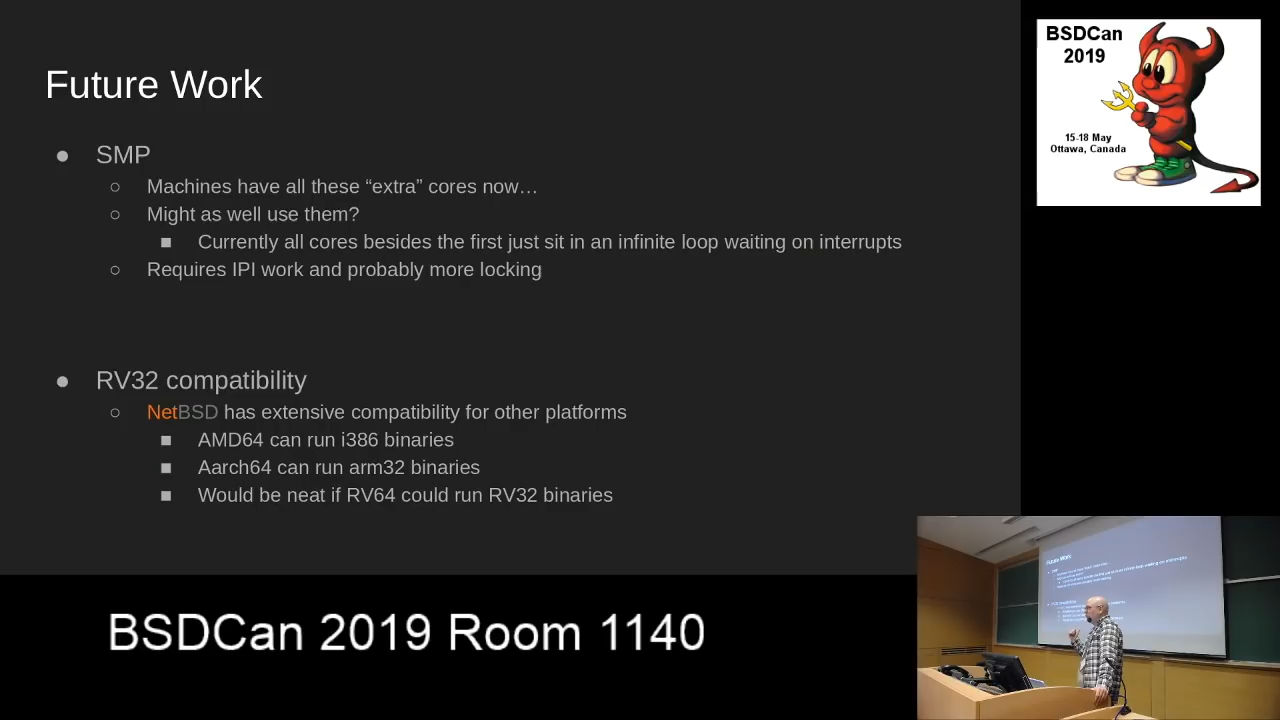 Future Work
● SMP
○ Machines have all these “extra” cores now…
○ Might as well use them?
■ Currently all cores besides the first just sit in an infinite loop waiting on interrupts
○ Requires IPI work and probably more locking
● RV32 compatibility
○ NetBSD has extensive compatibility for other platforms
■ AMD64 can run i386 binaries
■ Aarch64 can run arm32 binaries
■ Would be neat if RV64 could run RV32 binaries
BSDCan
2019
15-18 May
Ottawa, Canada
BSDCan 2019 Room 1140
Future Work